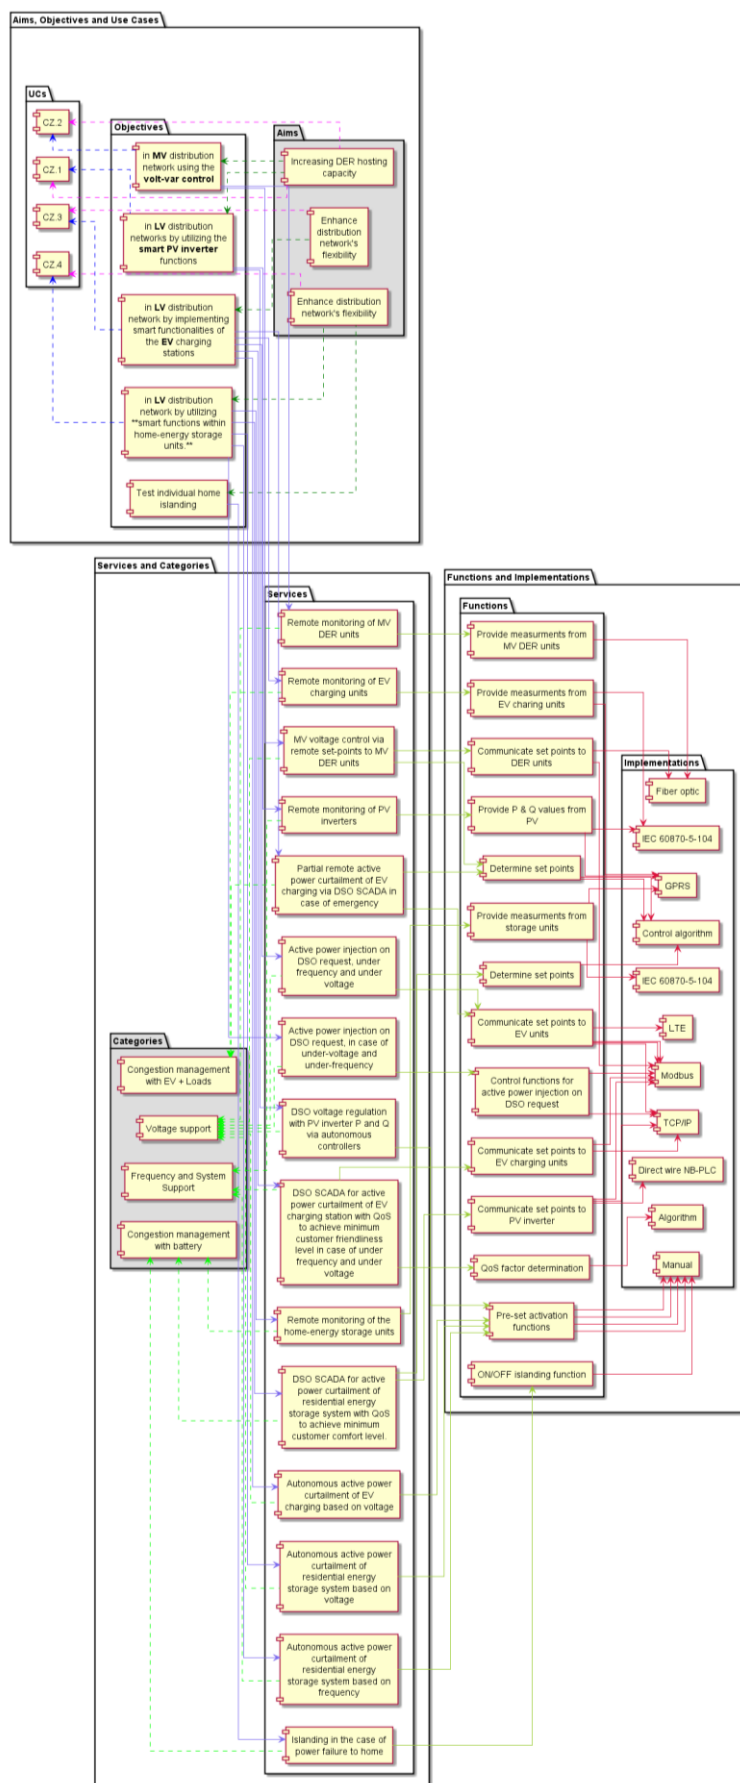 Aims, Objectives and Use Cases
UCs
CZ.2
CZ.1
CZ.3
CZ.4
Objectives
in MV distribution
network using the
volt-var control
in LV distribution
networks by utilizing the
smart PV inverter
functions
in LV distribution
network by implementing
smart functionalities of
the EV charging
stations
in LV distribution
network by utilizing
**smart functions within
home-energy storage
units.**
Test individual home
islanding
Aims
Increasing DER hosting
capacity
Enhance
distribution
network's
flexibility
Enhance distribution
network's flexibility
Services and Categories
Services
Remote monitoring of MV
DER units
Remote monitoring of EV
charging units
MV voltage control via
remote set-points to MV
DER units
Remote monitoring of PV
inverters
Partial remote active
power curtailment of EV
charging via DSO SCADA in
case of emergency
Active power injection on
DSO request, under
frequency and under
voltage
Active power injection on
DSO request, in case of
under-voltage and
under-frequency
DSO voltage regulation
with PV inverter P and Q
via autonomous
controllers
DSO SCADA for active
power curtailment of EV
charging station with QoS
to achieve minimum
customer friendliness
level in case of under
frequency and under
voltage
Remote monitoring of the
home-energy storage units
DSO SCADA for active
power curtailment of
residential energy
storage system with QoS
to achieve minimum
customer comfort level.
Autonomous active power
curtailment of EV
charging based on voltage
Autonomous active power
curtailment of
residential energy
storage system based on
voltage
Autonomous active power
curtailment of
residential energy
storage system based on
frequency
Islanding in the case of
power failure to home
Categories
Congestion management
with EV + Loads
Voltage support
Frequency and System
Support
Congestion management
with battery
Functions and Implementations
Functions
Provide measurments from
MV DER units
Provide measurments from
EV charing units
Communicate set points to
DER units
Provide P & Q values from
PV
Determine set points
Provide measurments from
storage units
Determine set points
Communicate set points to
EV units
Control functions for
active power injection on
DSO request
Communicate set points to
EV charging units
Communicate set points to
PV inverter
QoS factor determination
Pre-set activation
functions
ON/OFF islanding function
Implementations
Fiber optic
IEC 60870-5-104
GPRS
Control algorithm
IEC 60870-5-104
LTE
Modbus
TCP/IP
Direct wire NB-PLC
Algorithm
Manual